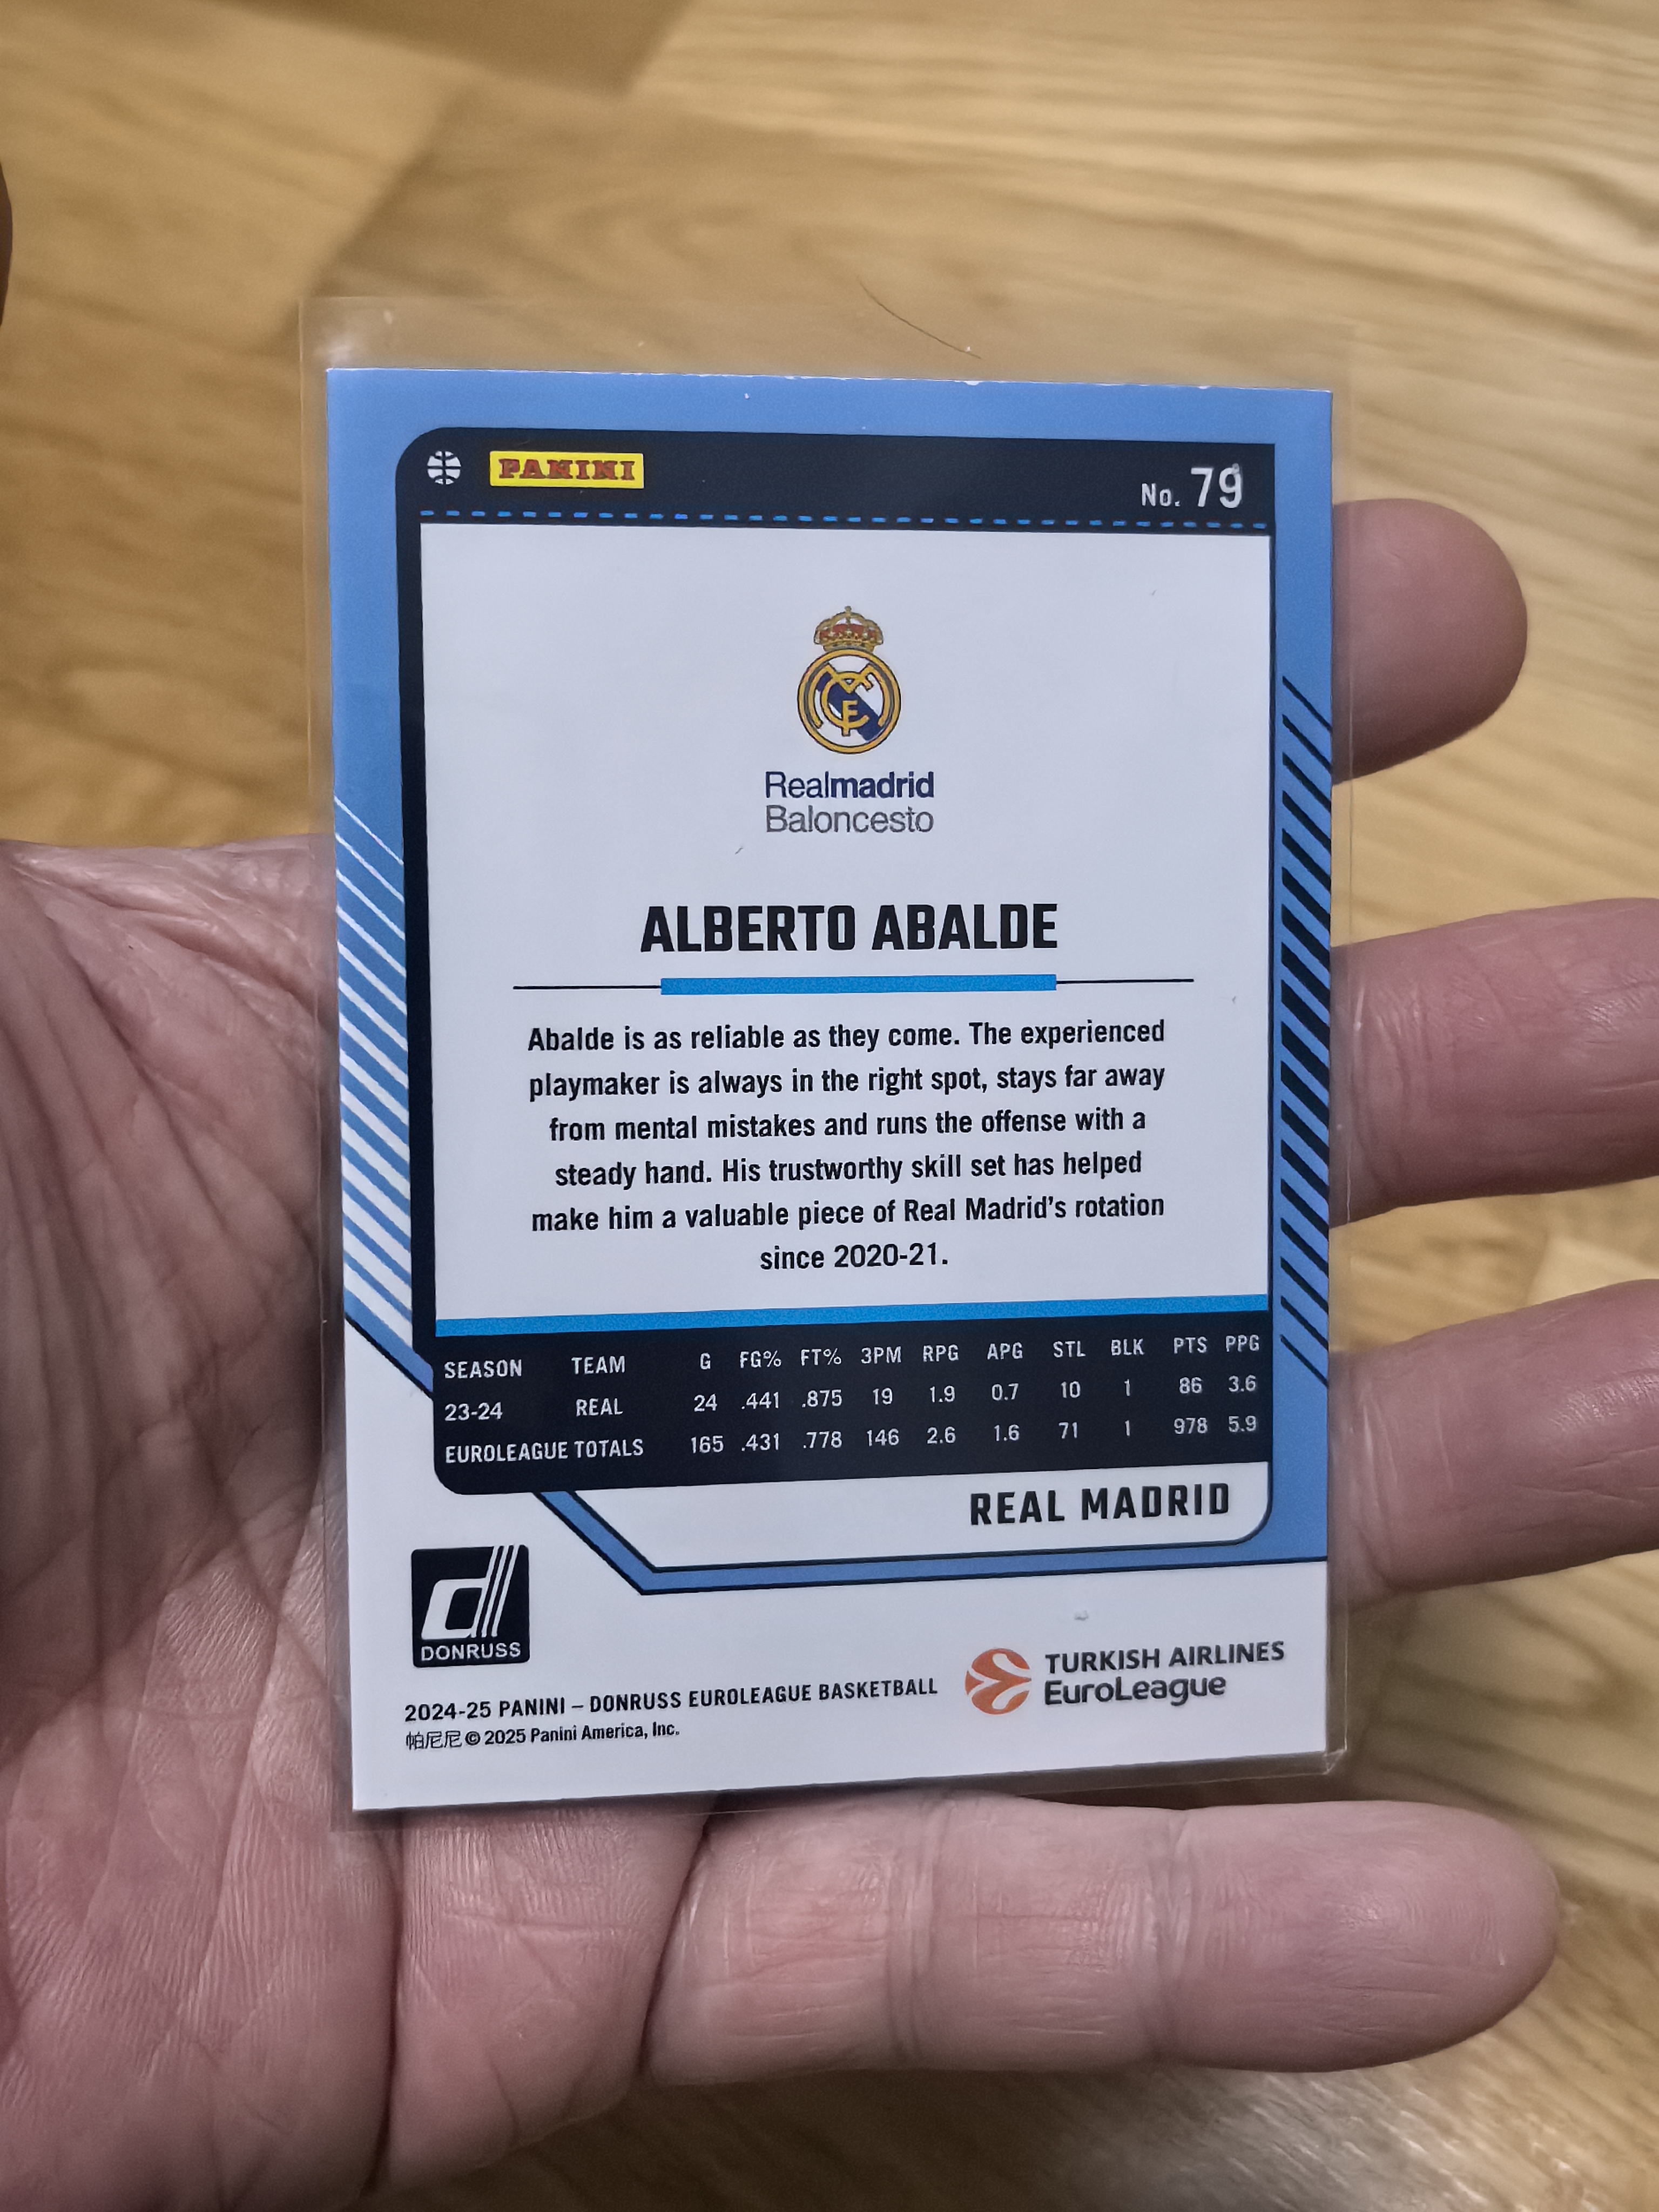 PANINI
No. 79
Realmadrid
Baloncesto
ALBERTO ABALDE
Abalde is as reliable as they come. The experienced
playmaker is always in the right spot, stays far away
from mental mistakes and runs the offense with a
steady hand. His trustworthy skill set has helped
make him a valuable piece of Real Madrid's rotation
since 2020-21.
SEASON TEAM G FG% FT% 3PM RPG APG STL BLK PTS PPG
23-24 REAL 24 .441 .875 19 1.9 0.7 10 1 86 3.6
EUROLEAGUE TOTALS 165 .431 .778 146 2.6 1.6 71 1 978 5.9
REAL MADRID
d
DONRUSS
TURKISH AIRLINES
EuroLeague
2024-25 PANINI – DONRUSS EUROLEAGUE BASKETBALL
帕尼尼 © 2025 Panini America, Inc.